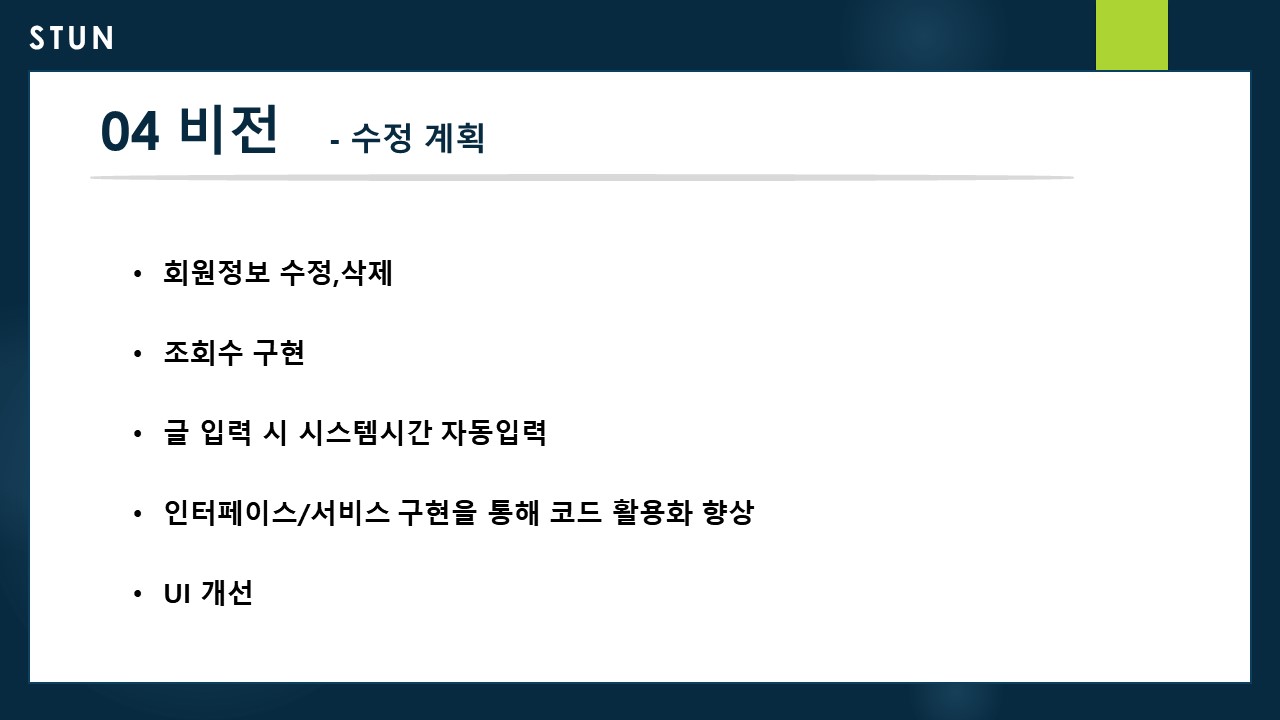 STUN
04 비전 - 수정 계획
• 회원정보 수정,삭제
• 조회수 구현
• 글 입력 시 시스템시간 자동입력
• 인터페이스/서비스 구현을 통해 코드 활용화 향상
• UI 개선